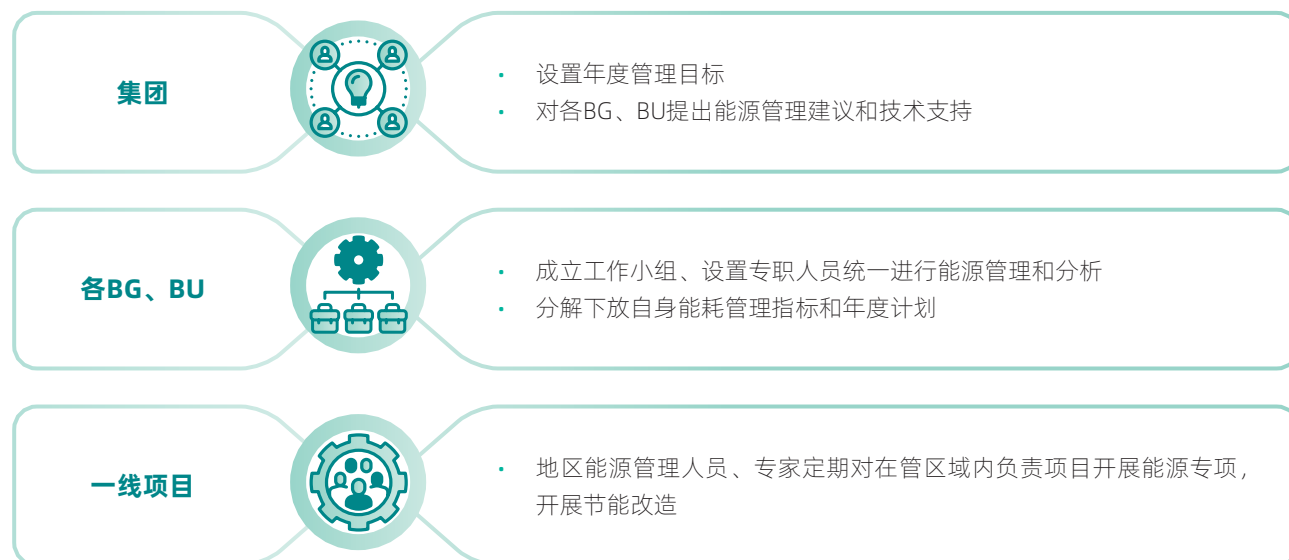 集团
· 设置年度管理目标
· 对各BG、BU提出能源管理建议和技术支持
各BG、BU
· 成立工作小组、设置专职人员统一进行能源管理和分析
· 分解下放自身能耗管理指标和年度计划
一线项目
· 地区能源管理人员、专家定期对在管区域内负责项目开展能源专项，
开展节能改造